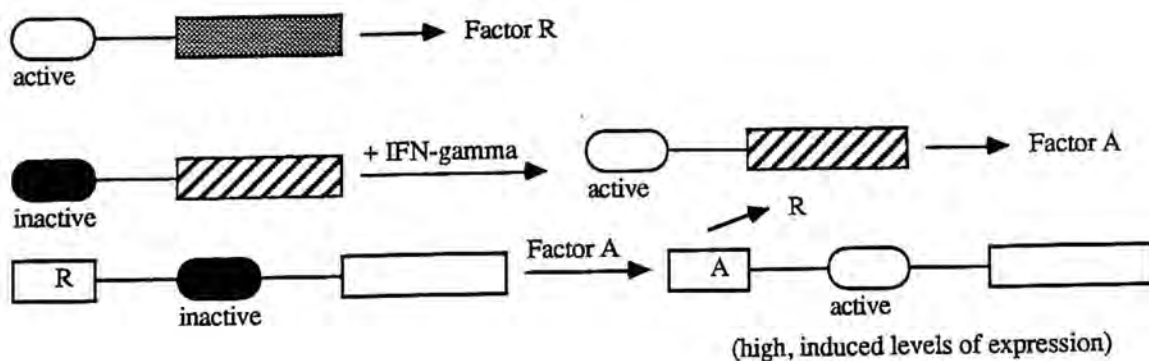 Factor R
active
+ IFN-gamma
Factor A
inactive
active
R
R
Factor A
A
inactive
active
(high, induced levels of expression)